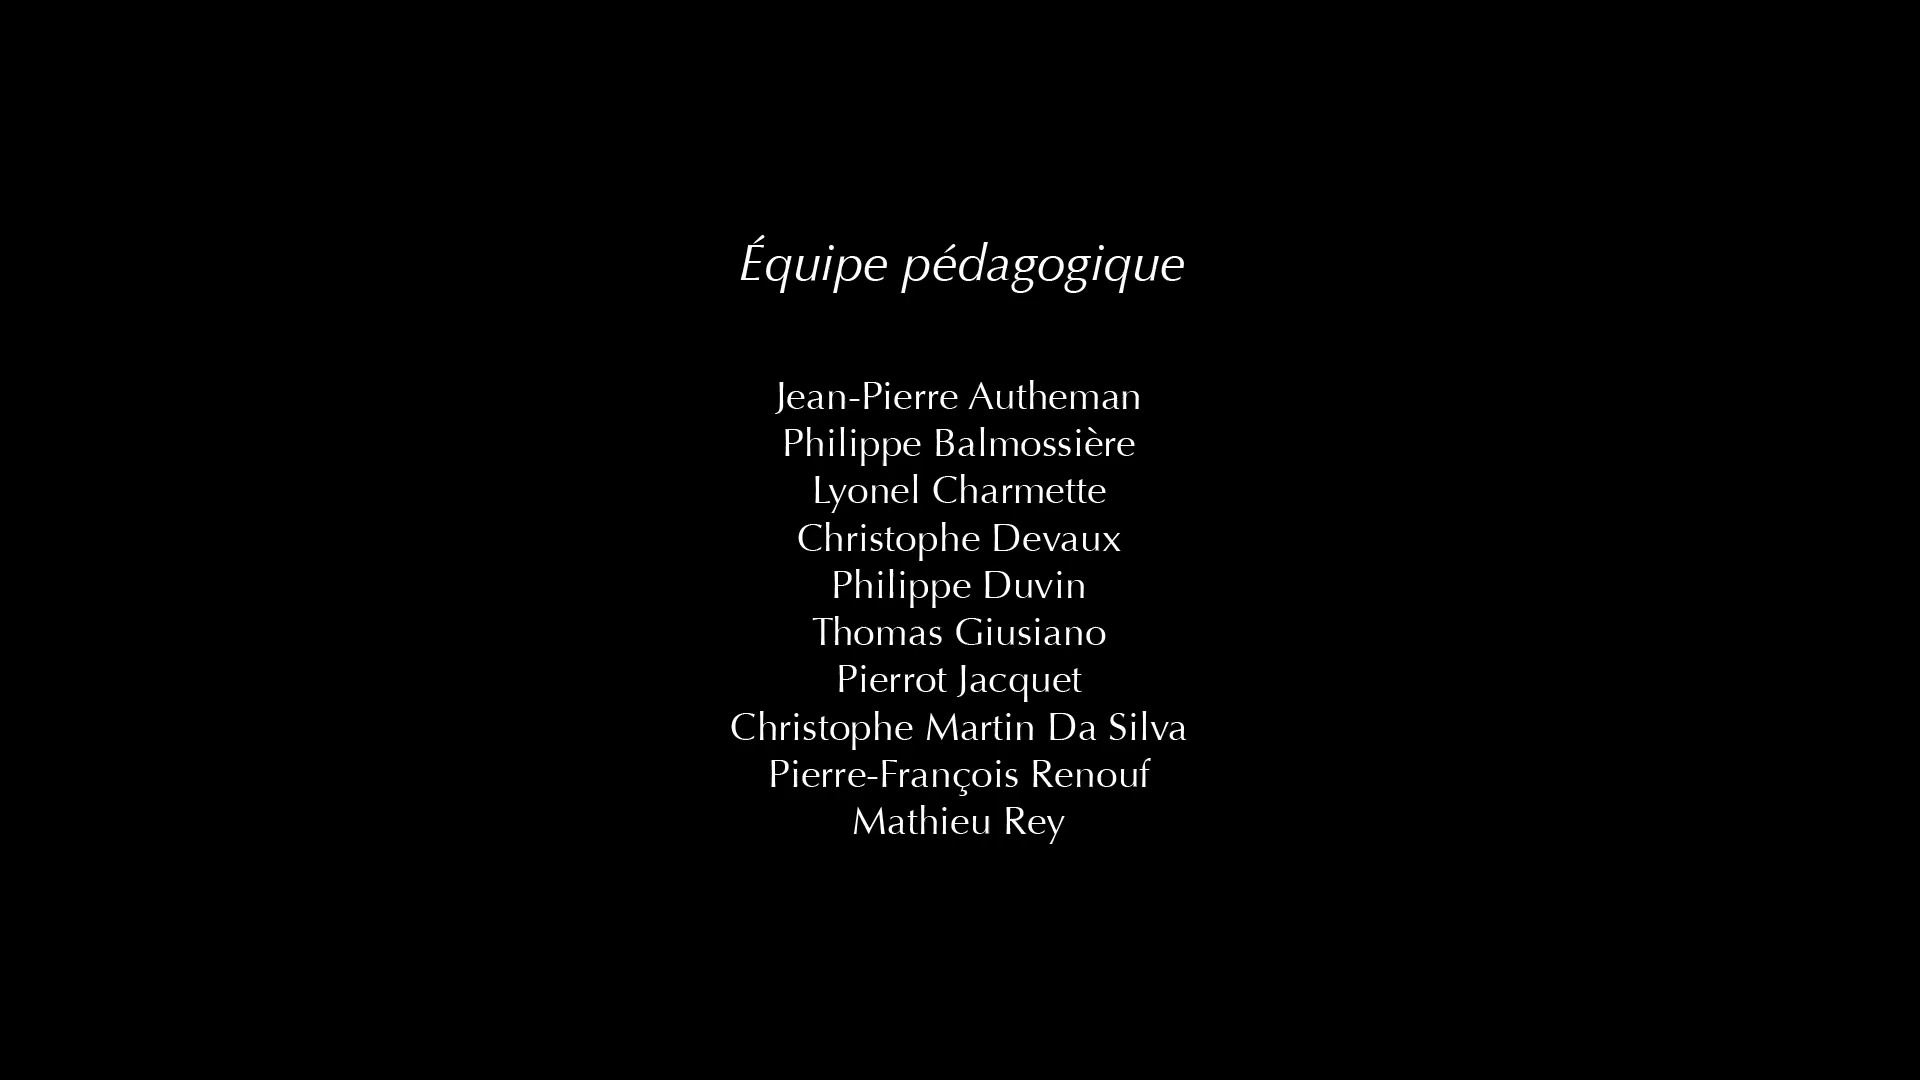 Équipe pédagogique
Jean-Pierre Autheman
Philippe Balmossière
Lyonel Charmette
Christophe Devaux
Philippe Duvin
Thomas Giusiano
Pierrot Jacquet
Christophe Martin Da Silva
Pierre-François Renouf
Mathieu Rey